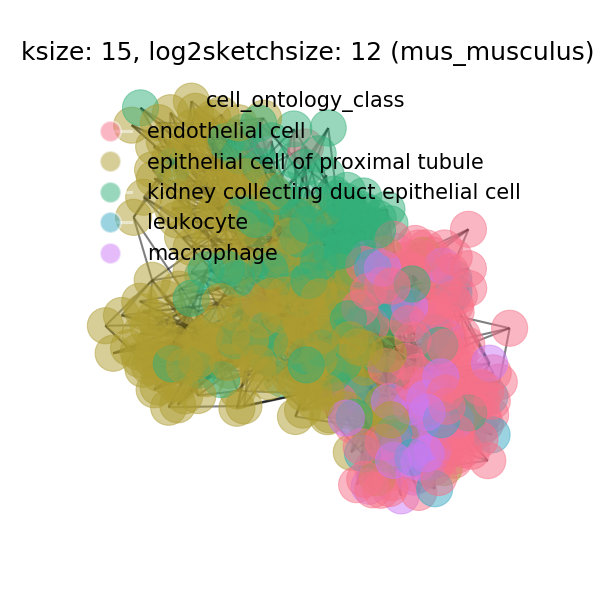 ksize: 15, log2sketchsize: 12 (mus_musculus)
cell_ontology_class
endothelial cell
epithelial cell of proximal tubule
kidney collecting duct epithelial cell
leukocyte
macrophage